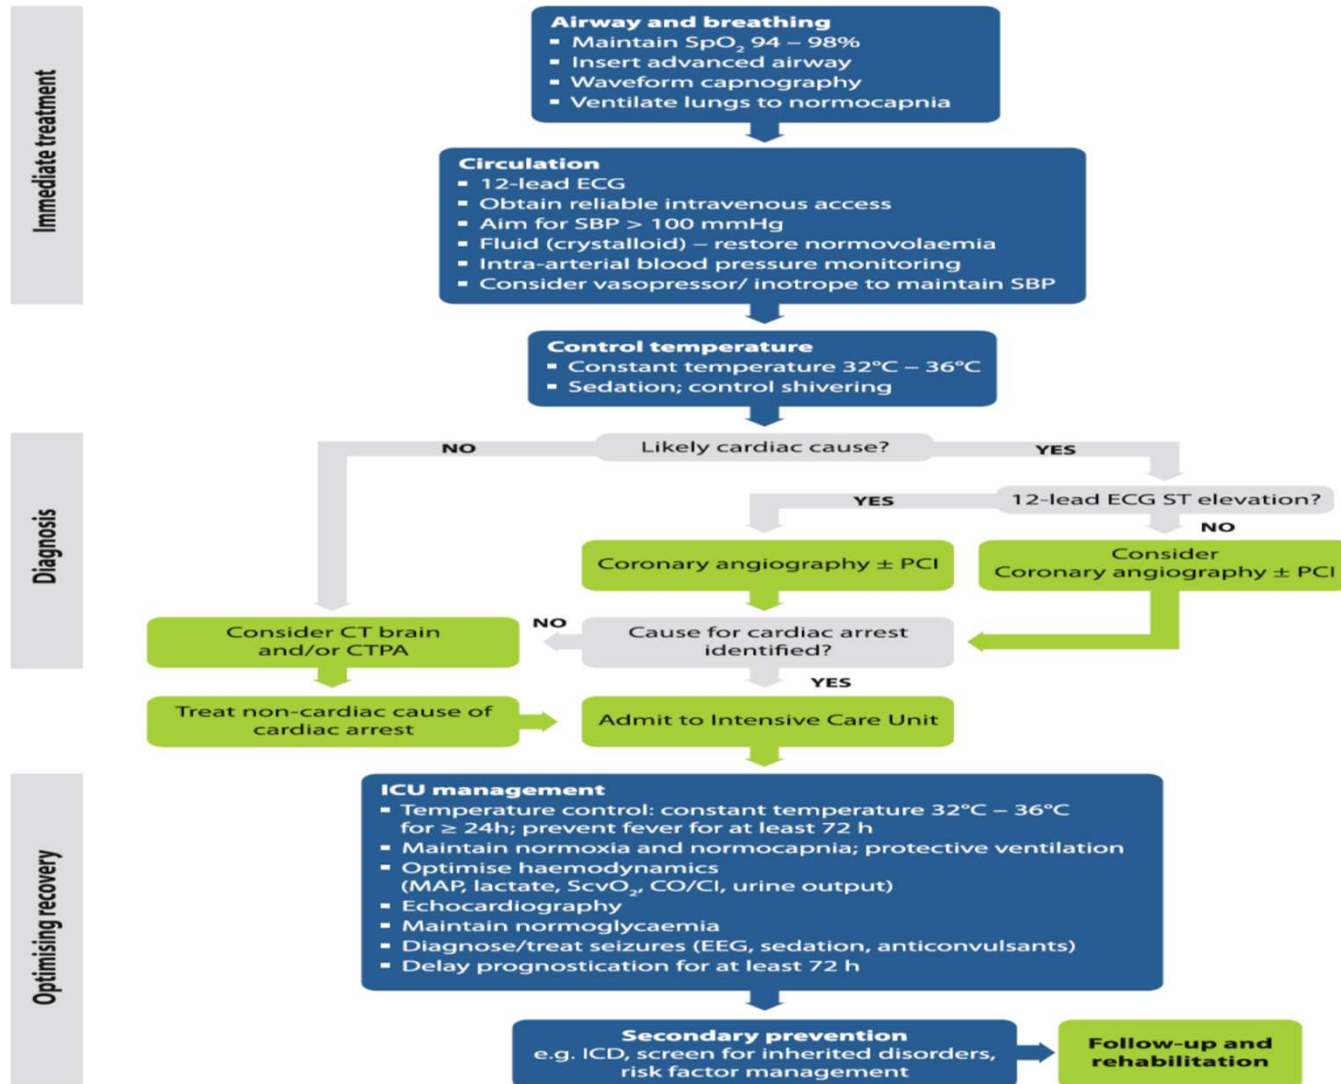 Immediate treatment
Airway and breathing
▪ Maintain SpO₂ 94 – 98%
▪ Insert advanced airway
▪ Waveform capnography
▪ Ventilate lungs to normocapnia
Circulation
▪ 12-lead ECG
▪ Obtain reliable intravenous access
▪ Aim for SBP > 100 mmHg
▪ Fluid (crystalloid) – restore normovolaemia
▪ Intra-arterial blood pressure monitoring
▪ Consider vasopressor/ inotrope to maintain SBP
Control temperature
▪ Constant temperature 32°C – 36°C
▪ Sedation; control shivering
Diagnosis
Likely cardiac cause?
NO
YES
12-lead ECG ST elevation?
YES
NO
Coronary angiography ± PCI
Consider
Coronary angiography ± PCI
Cause for cardiac arrest
identified?
NO
YES
Consider CT brain
and/or CTPA
Treat non-cardiac cause of
cardiac arrest
Admit to Intensive Care Unit
Optimising recovery
ICU management
▪ Temperature control: constant temperature 32°C – 36°C
for ≥ 24h; prevent fever for at least 72 h
▪ Maintain normoxia and normocapnia; protective ventilation
▪ Optimise haemodynamics
(MAP, lactate, ScvO₂, CO/CI, urine output)
▪ Echocardiography
▪ Maintain normoglycaemia
▪ Diagnose/treat seizures (EEG, sedation, anticonvulsants)
▪ Delay prognostication for at least 72 h
Secondary prevention
e.g. ICD, screen for inherited disorders,
risk factor management
Follow-up and
rehabilitation